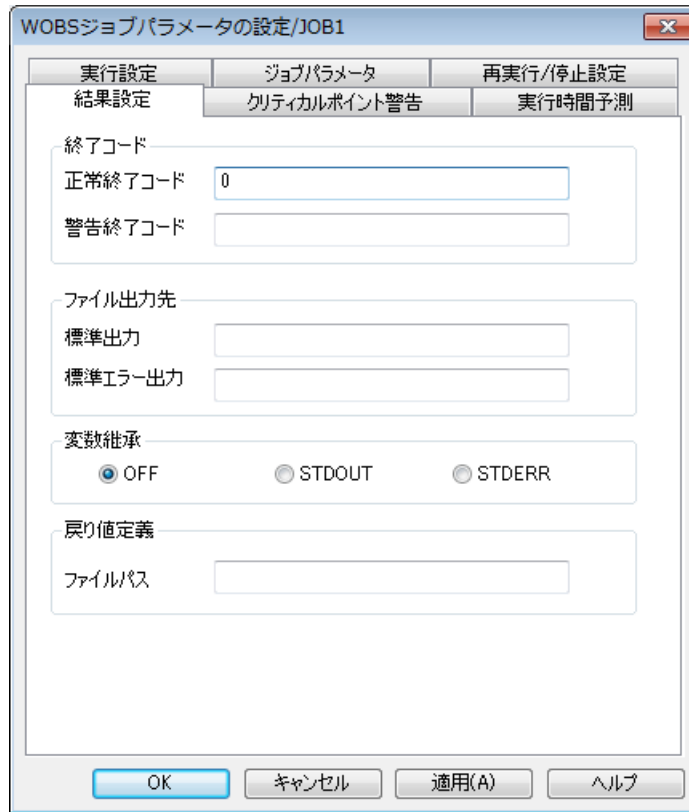 WOBSジョブパラメータの設定/JOB1
実行設定 ジョブパラメータ 再実行/停止設定
結果設定 クリティカルポイント警告 実行時間予測
終了コード
正常終了コード 0
警告終了コード
ファイル出力先
標準出力
標準エラー出力
変数継承
OFF STDOUT STDERR
戻り値定義
ファイルパス
OK キャンセル 適用(A) ヘルプ